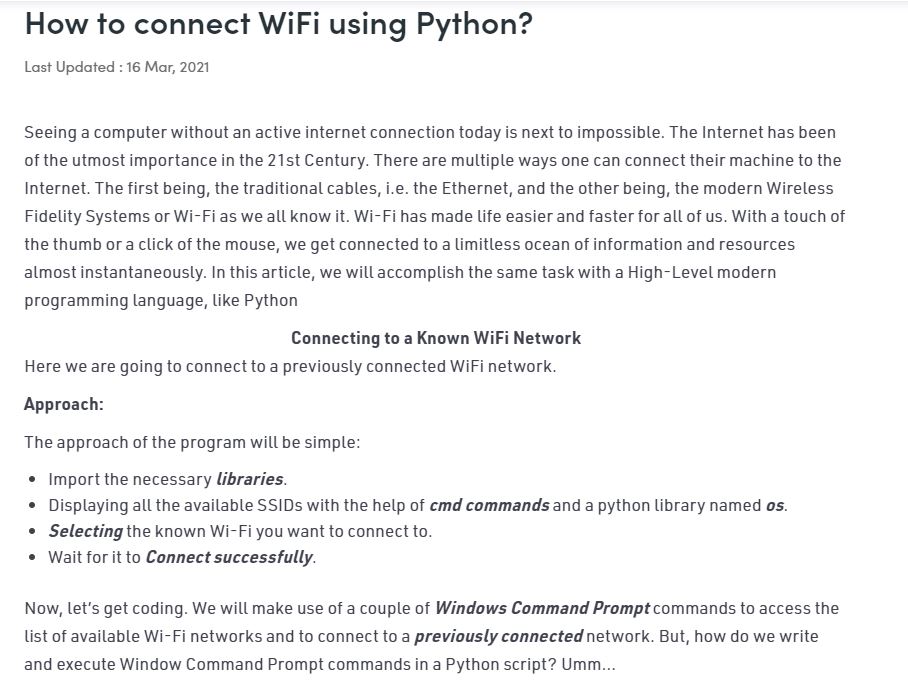 How to connect WiFi using Python?
Last Updated : 16 Mar, 2021
Seeing a computer without an active internet connection today is next to impossible. The Internet has been
of the utmost importance in the 21st Century. There are multiple ways one can connect their machine to the
Internet. The first being, the traditional cables, i.e. the Ethernet, and the other being, the modern Wireless
Fidelity Systems or Wi-Fi as we all know it. Wi-Fi has made life easier and faster for all of us. With a touch of
the thumb or a click of the mouse, we get connected to a limitless ocean of information and resources
almost instantaneously. In this article, we will accomplish the same task with a High-Level modern
programming language, like Python
Connecting to a Known WiFi Network
Here we are going to connect to a previously connected WiFi network.
Approach:
The approach of the program will be simple:
• Import the necessary libraries.
• Displaying all the available SSIDs with the help of cmd commands and a python library named os.
• Selecting the known Wi-Fi you want to connect to.
• Wait for it to Connect successfully.
Now, let's get coding. We will make use of a couple of Windows Command Prompt commands to access the
list of available Wi-Fi networks and to connect to a previously connected network. But, how do we write
and execute Window Command Prompt commands in a Python script? Umm...